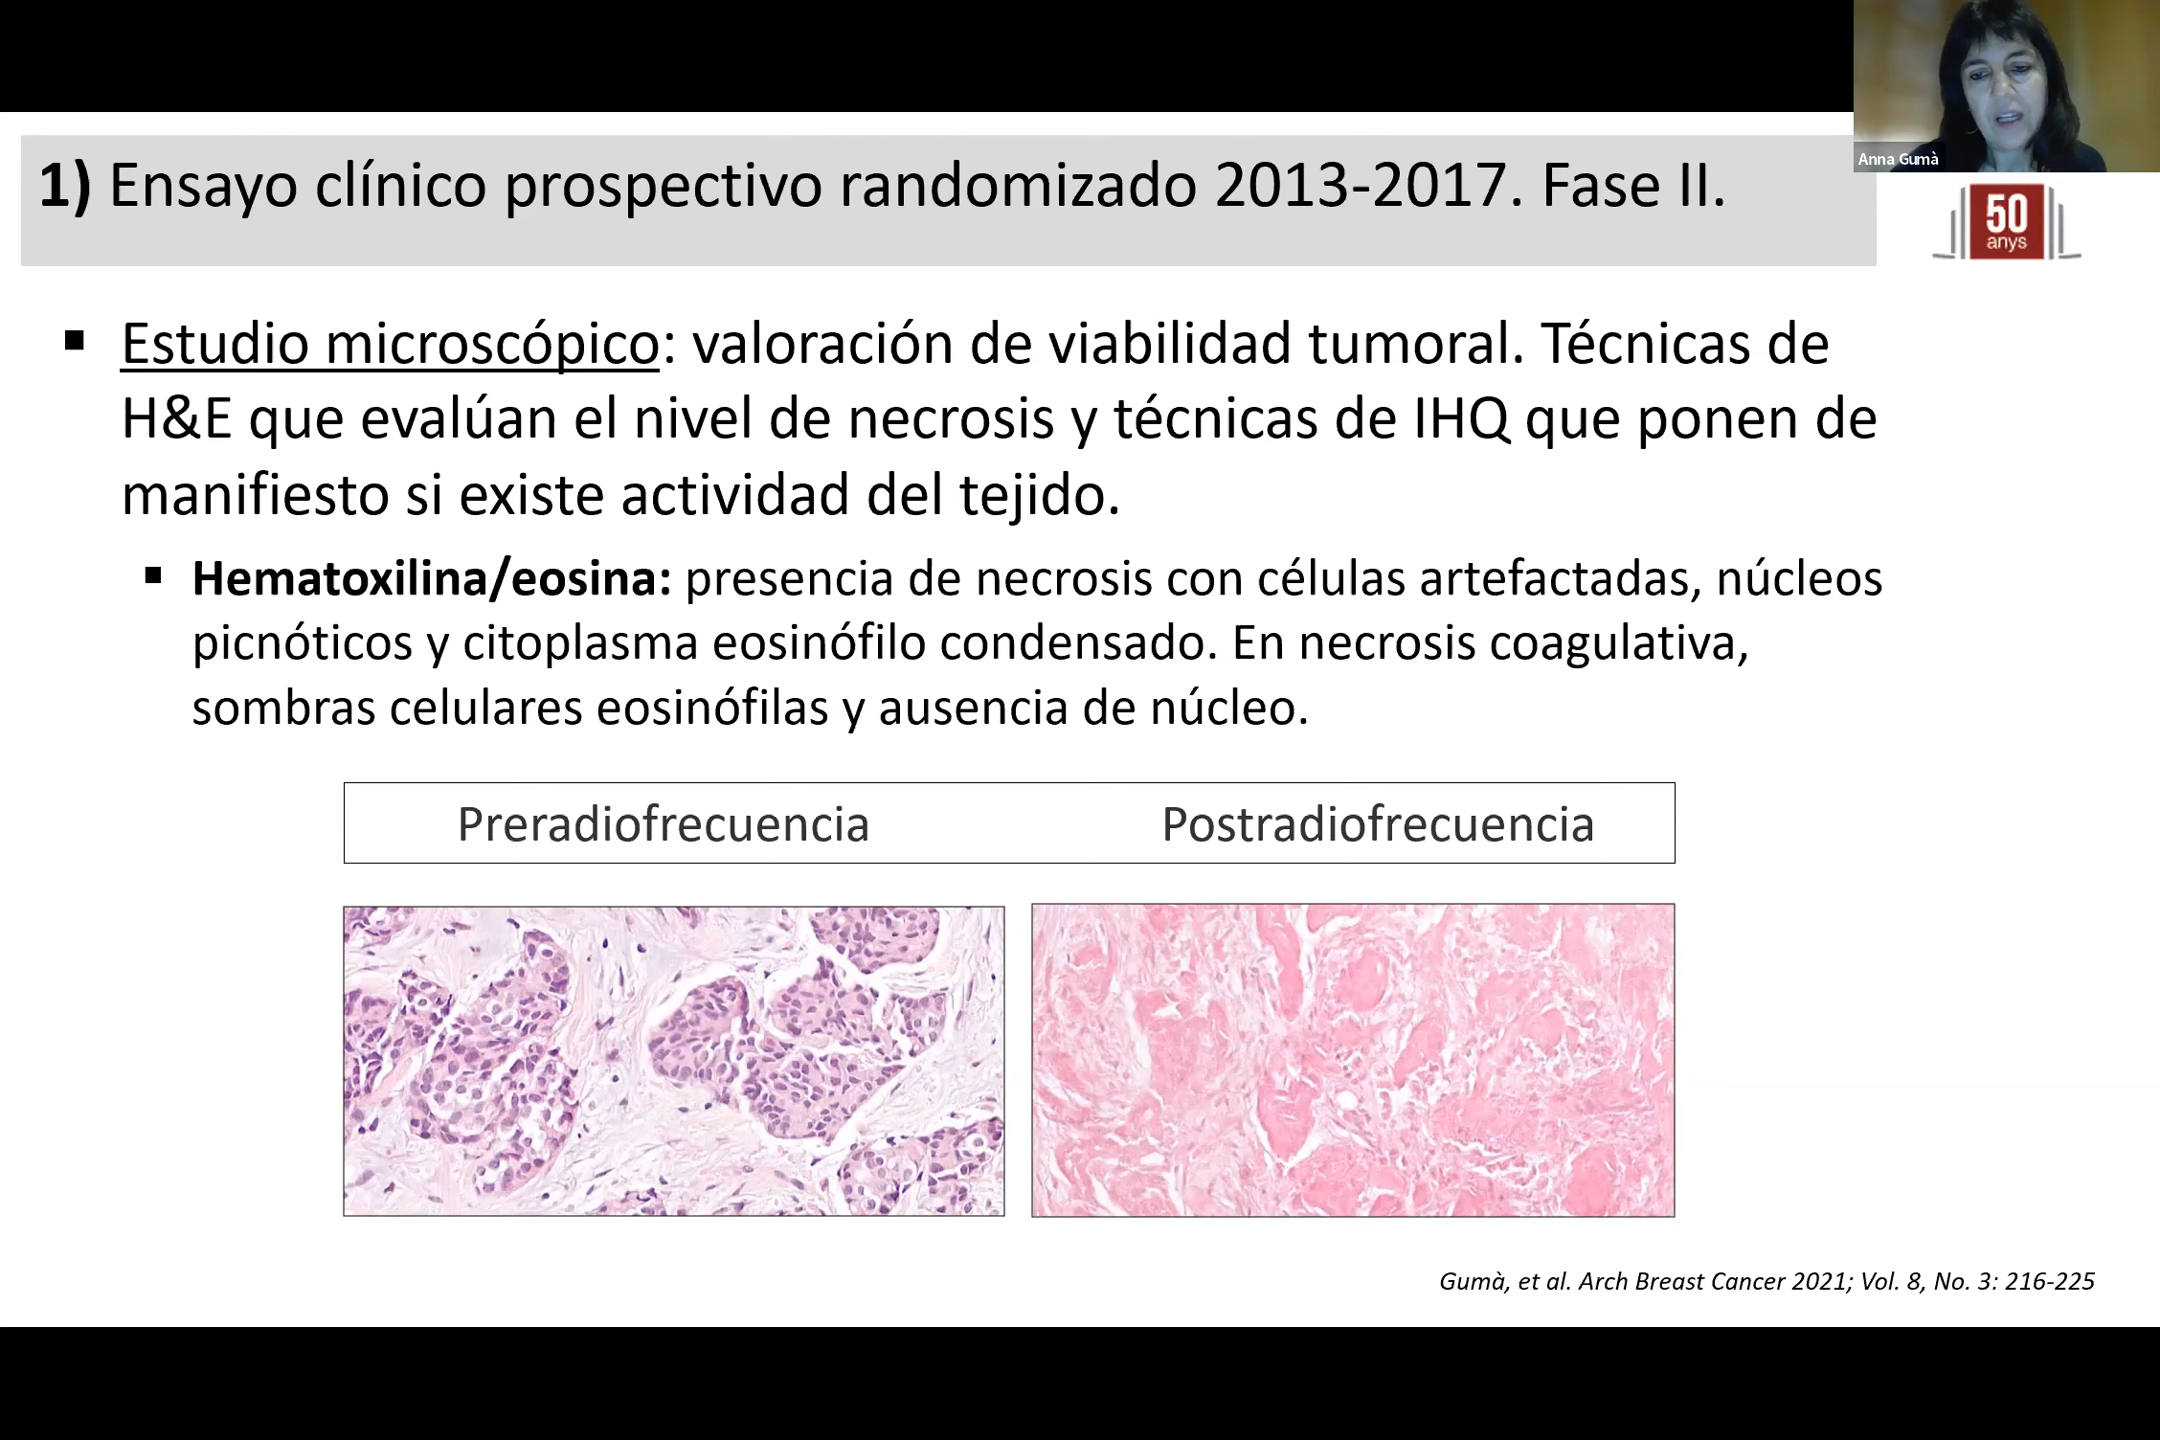 Anna Gumà
1) Ensayo clínico prospectivo randomizado 2013-2017. Fase II.
50
anys
▪ Estudio microscópico: valoración de viabilidad tumoral. Técnicas de
H&E que evalúan el nivel de necrosis y técnicas de IHQ que ponen de
manifiesto si existe actividad del tejido.
▪ Hematoxilina/eosina: presencia de necrosis con células artefactadas, núcleos
picnóticos y citoplasma eosinófilo condensado. En necrosis coagulativa,
sombras celulares eosinófilas y ausencia de núcleo.
Preradiofrecuencia Postradiofrecuencia
Gumà, et al. Arch Breast Cancer 2021; Vol. 8, No. 3: 216-225